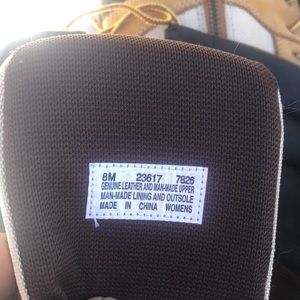 8M 23617 7826
GENUINE LEATHER AND MAN-MADE UPPER
MAN-MADE LINING AND OUTSOLE
MADE IN CHINA WOMENS